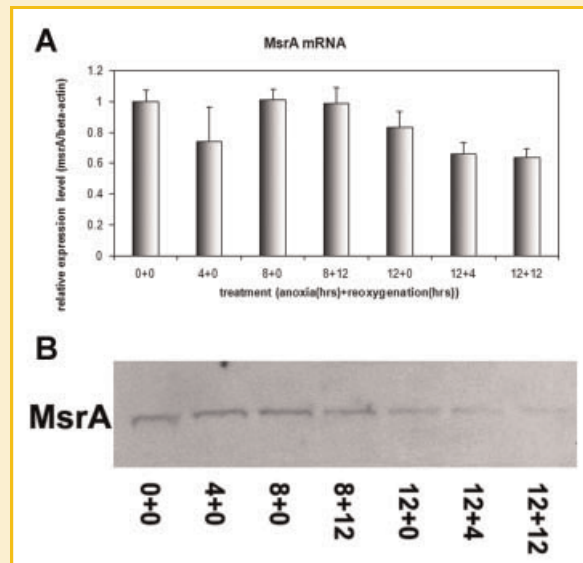 A
MsrA mRNA
relative expression level (msrA/beta-actin)
1.2
1
0.8
0.6
0.4
0.2
0
0+0 4+0 8+0 8+12 12+0 12+4 12+12
treatment (anoxia(hrs)+reoxygenation(hrs))
B
MsrA
0+0 4+0 8+0 8+12 12+0 12+4 12+12